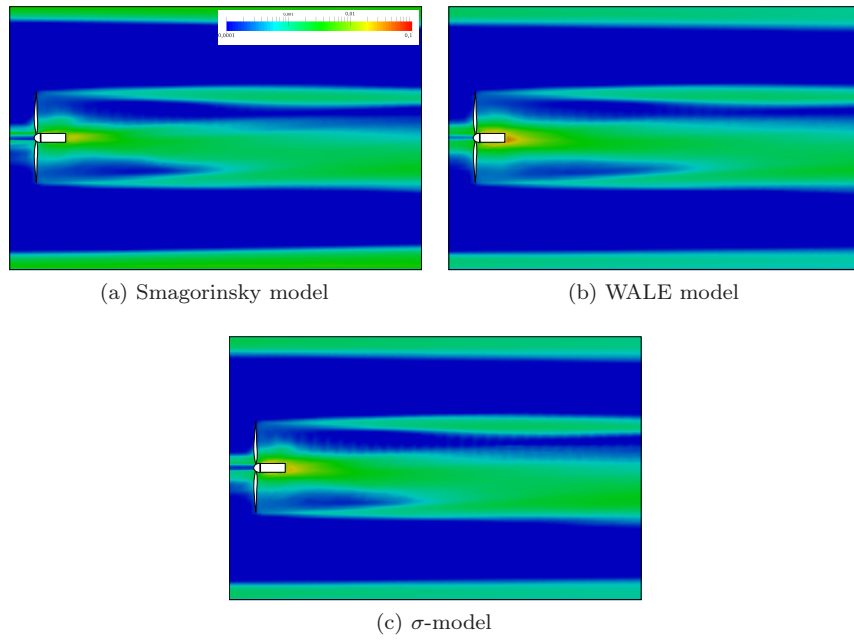 0,001 0,01
0,0001 0,1
(a) Smagorinsky model
(b) WALE model
(c) σ-model